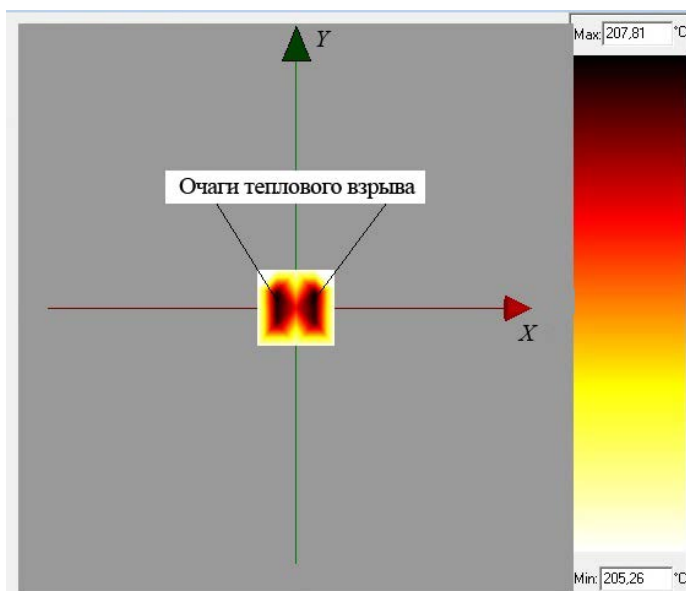 Max: 207,81 °C
Y
Очаги теплового взрыва
X
Min: 205,26 °C